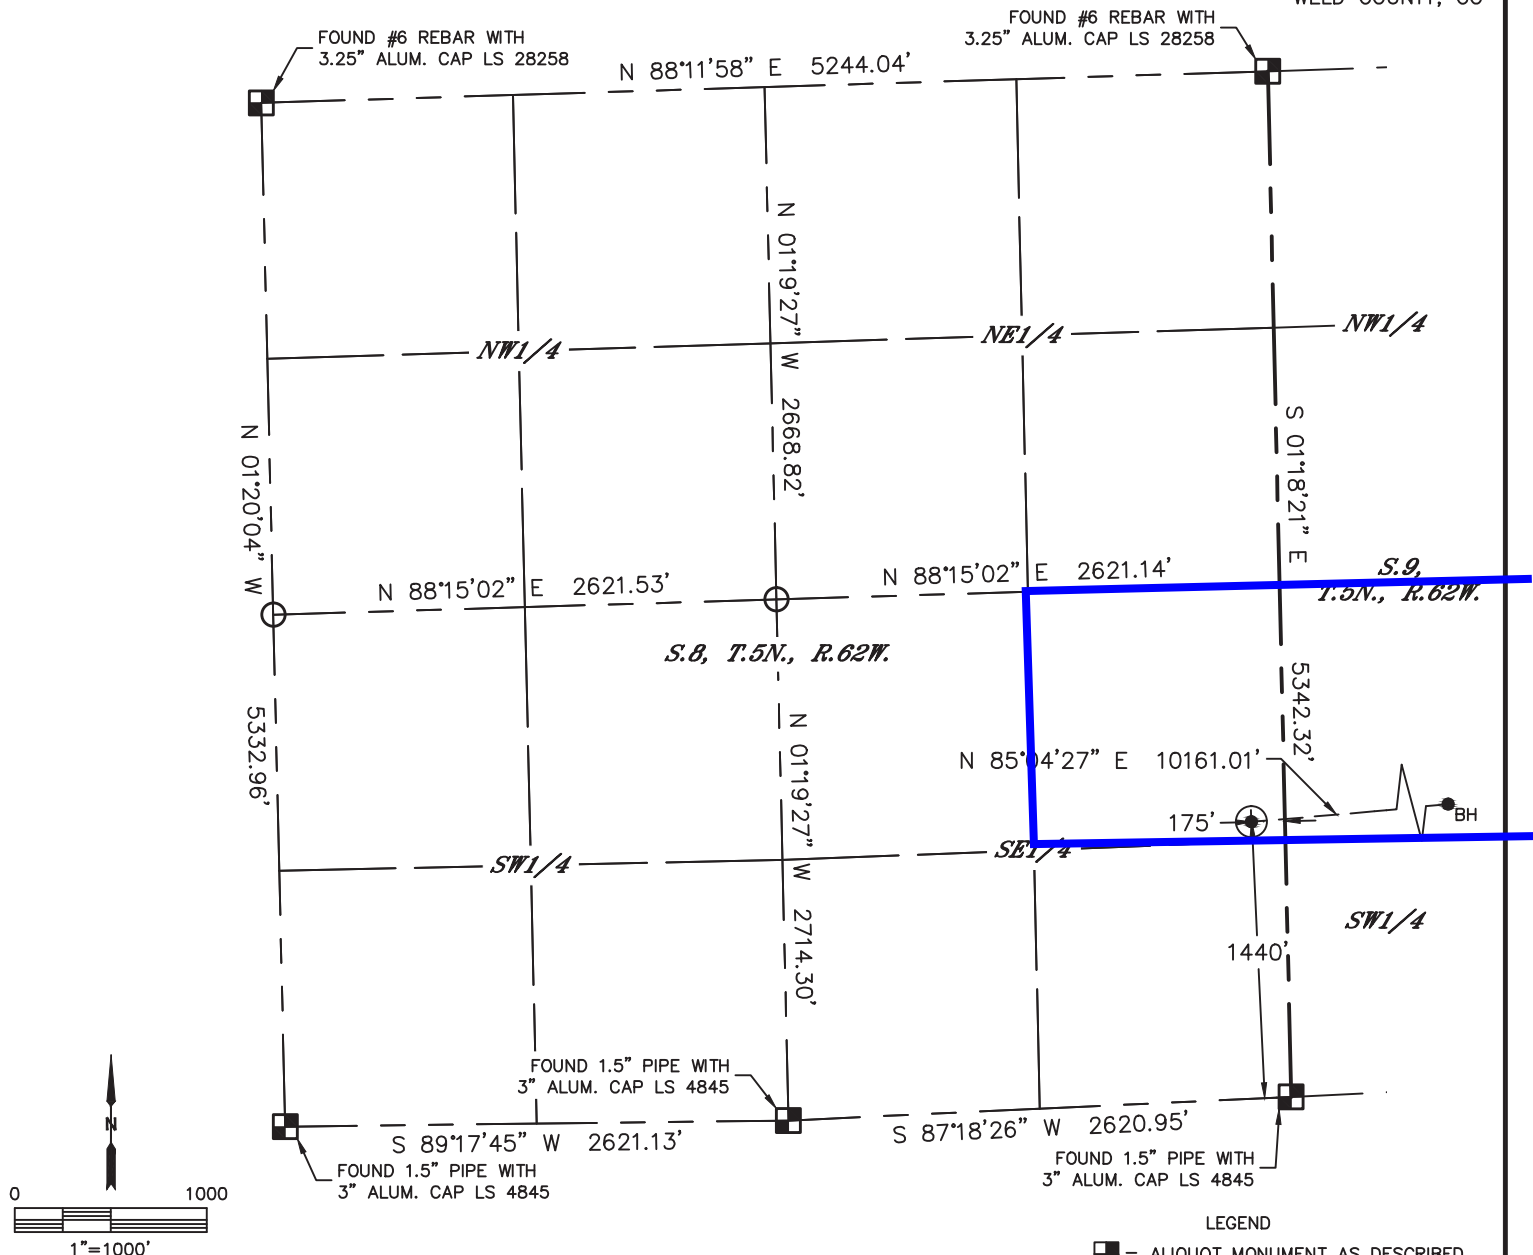 FOUND #6 REBAR WITH
3.25" ALUM. CAP LS 28258
N 88°11'58" E 5244.04'
FOUND #6 REBAR WITH
3.25" ALUM. CAP LS 28258
N 01°19'27" W 2668.82'
NW1/4
NE1/4
NW1/4
N 01°20'04" W 5332.96'
S 01°18'21" E 5342.32'
N 88°15'02" E 2621.53'
N 88°15'02" E 2621.14'
S.9,
T.5N., R.62W.
S.8, T.5N., R.62W.
N 01°19'27" W 2714.30'
N 85°04'27" E 10161.01'
175'
BH
SW1/4
SE1/4
SW1/4
1440'
FOUND 1.5" PIPE WITH
3" ALUM. CAP LS 4845
S 89°17'45" W 2621.13'
S 87°18'26" W 2620.95'
FOUND 1.5" PIPE WITH
3" ALUM. CAP LS 4845
FOUND 1.5" PIPE WITH
3" ALUM. CAP LS 4845
N
0 1000
1"=1000'
LEGEND
= ALIQUOT MONUMENT AS DESCRIBED